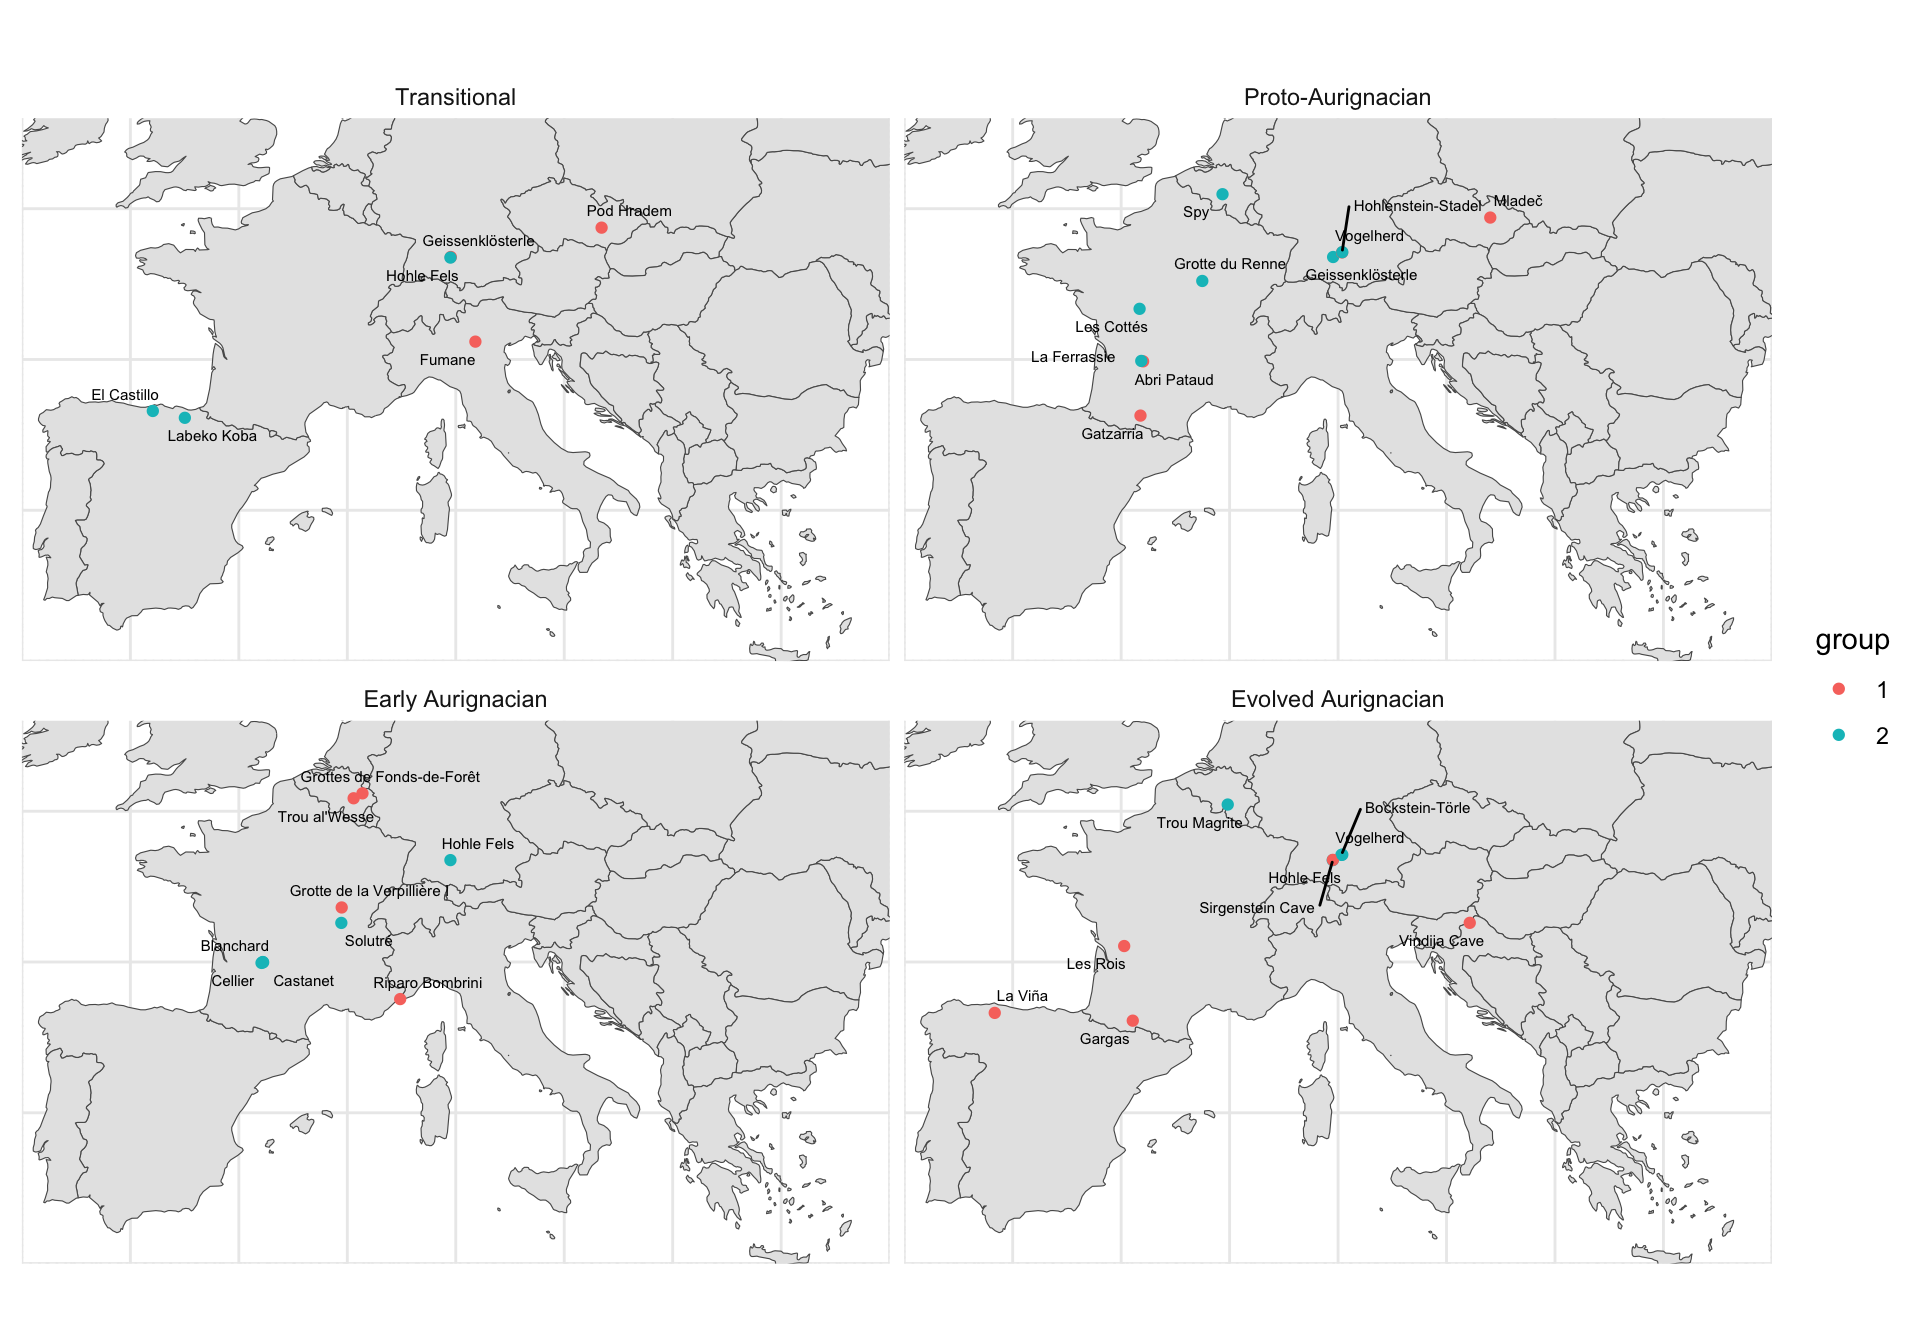 Transitional
Pod Hradem
Geissenklösterle
Hohle Fels
Fumane
El Castillo
Labeko Koba
Proto-Aurignacian
Mladeč
Hohlenstein-Stadel
Spy
Vogelherd
Grotte du Renne
Geissenklösterle
Les Cottés
La Ferrassie
Abri Pataud
Gatzarria
group
1
2
Early Aurignacian
Grottes de Fonds-de-Forêt
Trou al'Wesse
Hohle Fels
Grotte de la Verpillière I
Solutré
Blanchard
Cellier
Castanet
Riparo Bombrini
Evolved Aurignacian
Bockstein-Törle
Trou Magrite
Vogelherd
Hohle Fels
Sirgenstein Cave
Vindija Cave
Les Rois
La Viña
Gargas